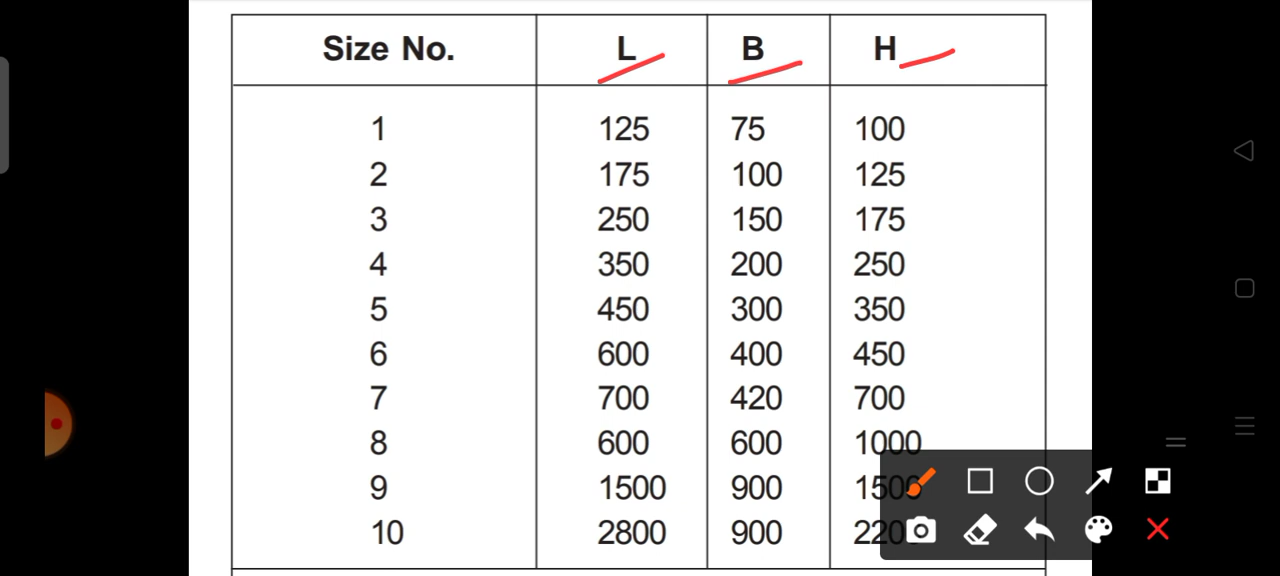 Size No. L B H
1 125 75 100
2 175 100 125
3 250 150 175
4 350 200 250
5 450 300 350
6 600 400 450
7 700 420 700
8 600 600 1000
9 1500 900
10 2800 900